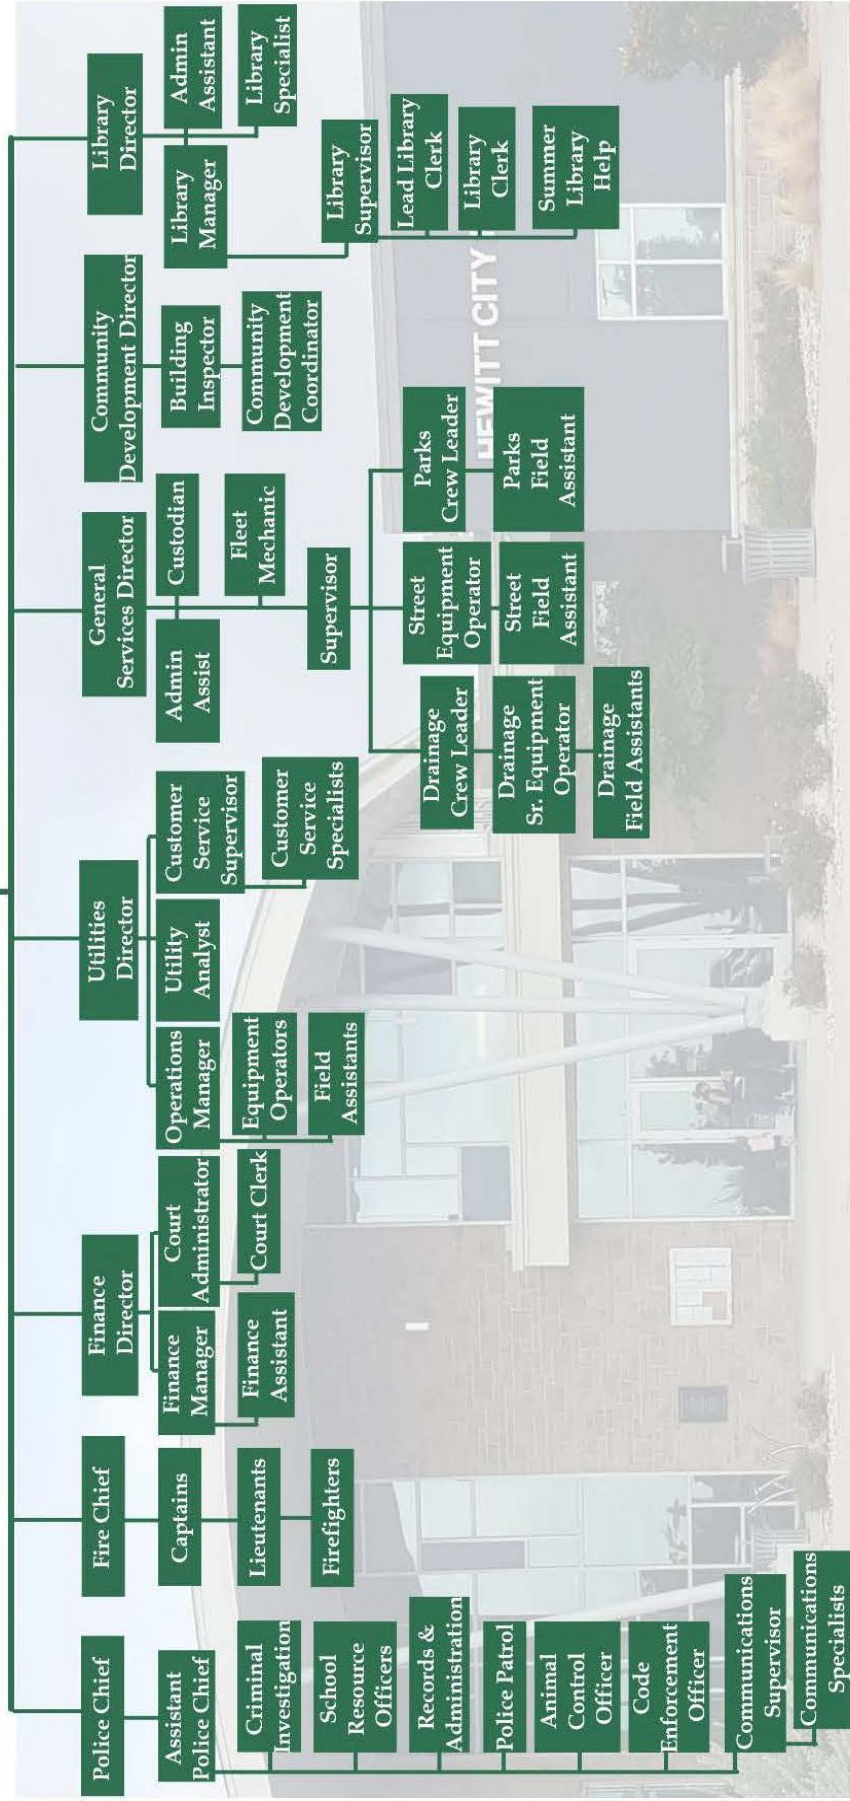 Police Chief
Assistant
Police Chief
Criminal
Investigation
School
Resource
Officers
Records &
Administration
Police Patrol
Animal
Control
Officer
Code
Enforcement
Officer
Communications
Supervisor
Communications
Specialists
Fire Chief
Captains
Lieutenants
Firefighters
Finance
Director
Finance
Manager
Finance
Assistant
Court
Administrator
Court Clerk
Utilities
Director
Operations
Manager
Equipment
Operators
Field
Assistants
Utility
Analyst
Customer
Service
Supervisor
Customer
Service
Specialists
General
Services Director
Admin
Assist
Custodian
Fleet
Mechanic
Supervisor
Drainage
Crew Leader
Drainage
Sr. Equipment
Operator
Drainage
Field Assistants
Street
Equipment
Operator
Street
Field
Assistant
Parks
Crew Leader
Parks
Field
Assistant
Community
Development Director
Building
Inspector
Community
Development
Coordinator
Library
Director
Library
Manager
Admin
Assistant
Library
Specialist
Library
Supervisor
Lead Library
Clerk
Library
Clerk
Summer
Library
Help
HEWITT CITY